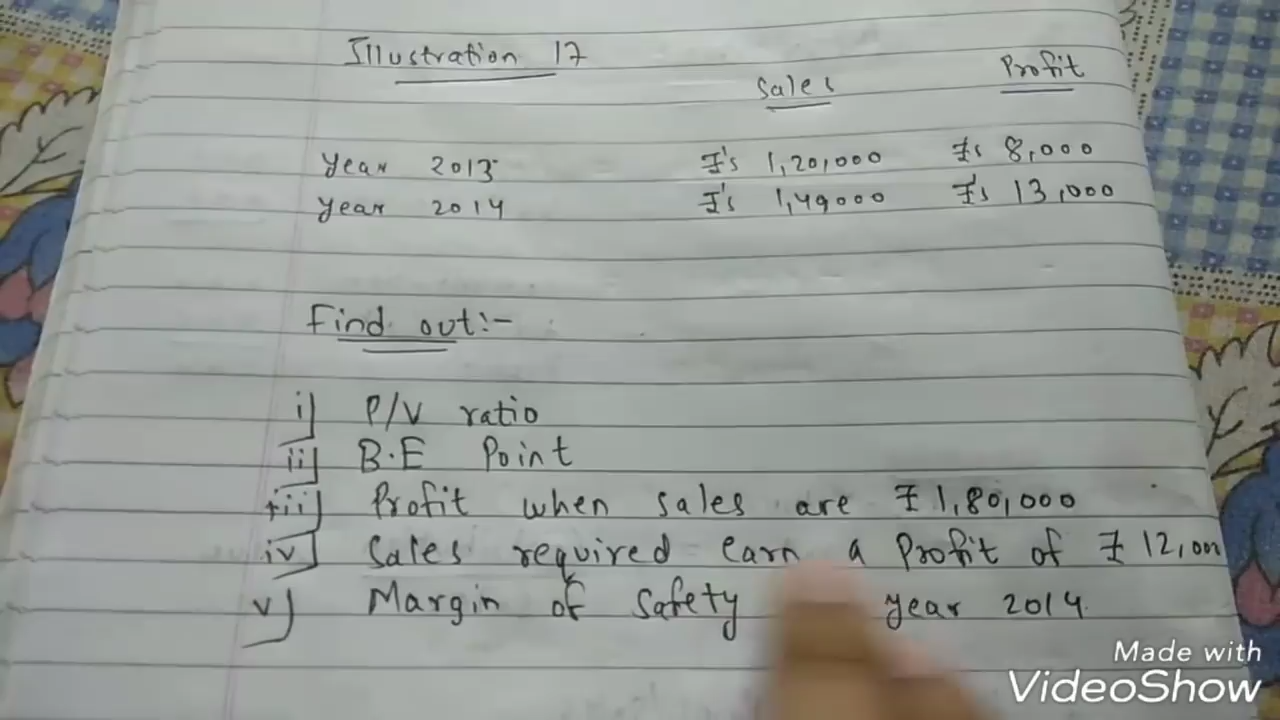 Illustration 17
Sales Profit
Year 2013 ₹'s 1,20,000 ₹'s 8,000
Year 2014 ₹'s 1,40000 ₹'s 13,000
Find out:-
i) P/V ratio
ii) B.E Point
iii) Profit when sales are ₹ 1,80,000
iv) Sales required earn a Profit of ₹ 12,000
v) Margin of safety year 2014.
Made with
VideoShow